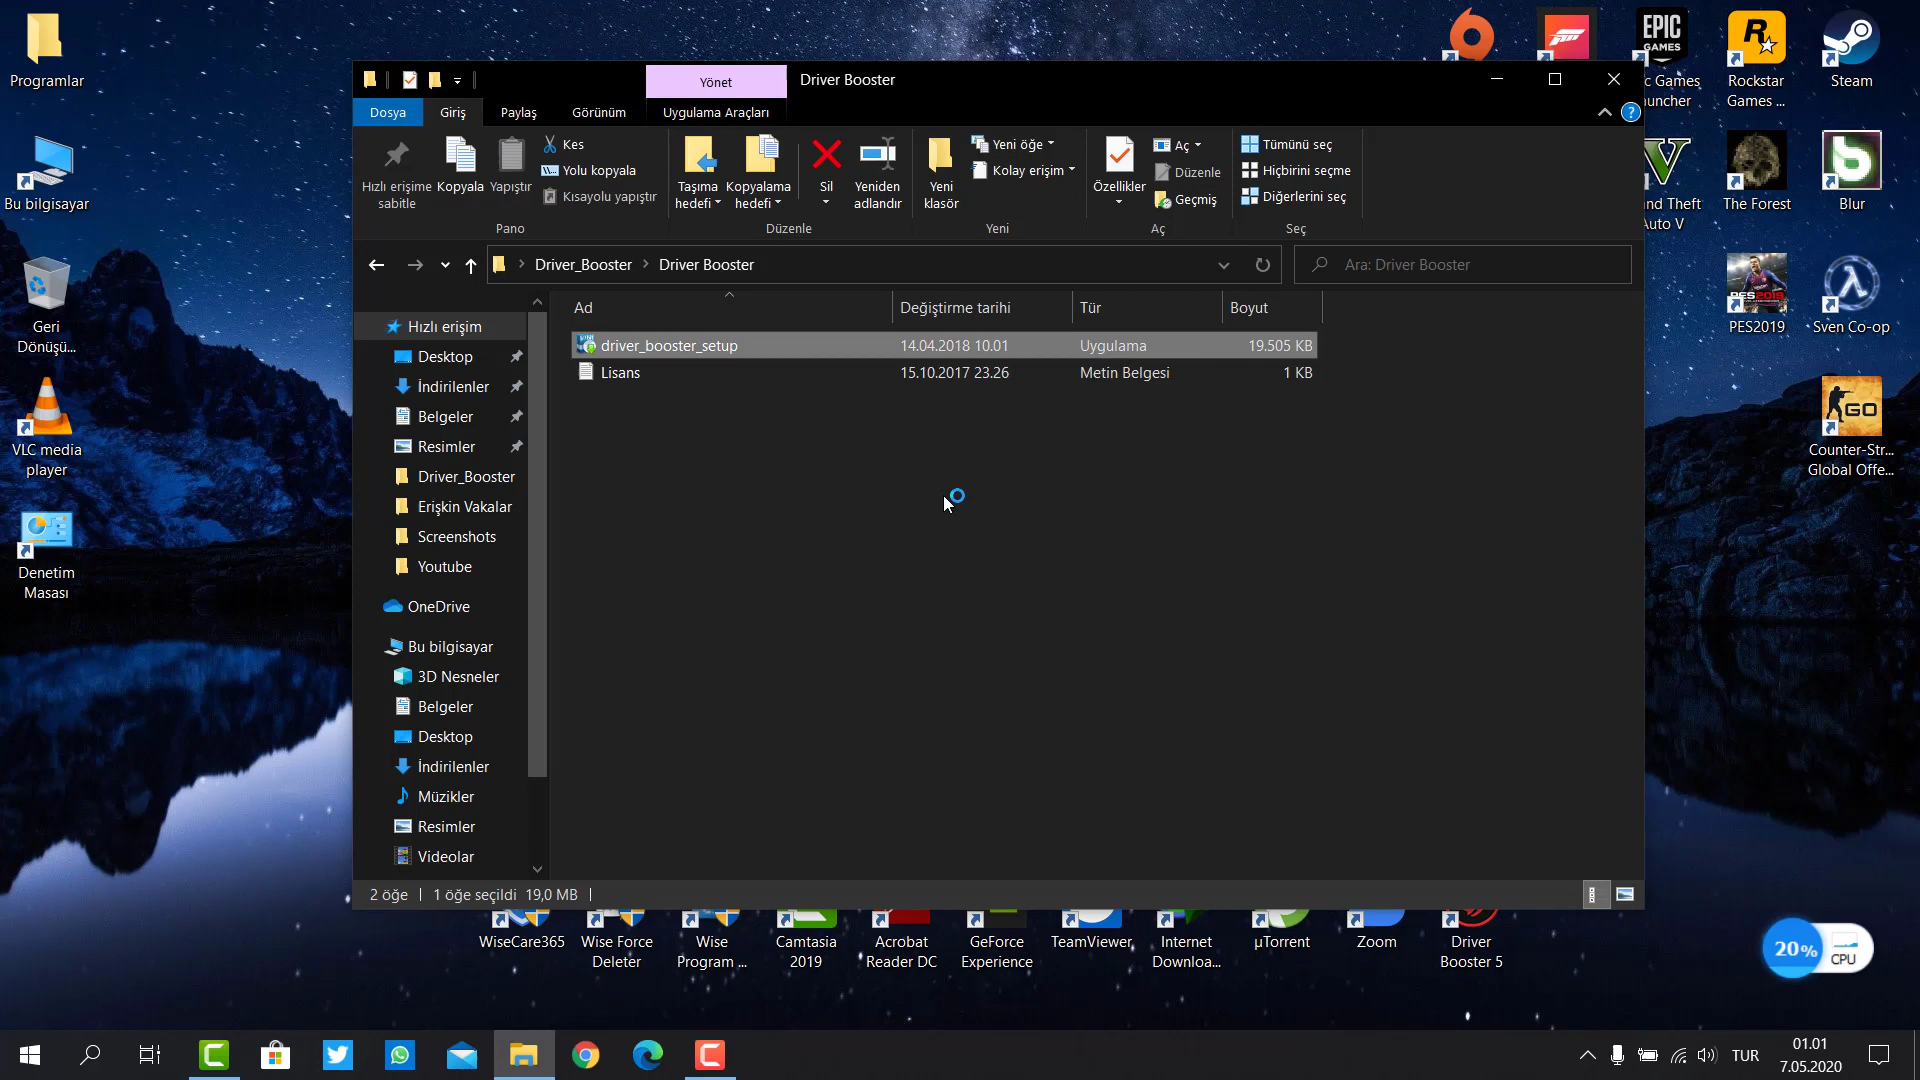 Programlar
Bu bilgisayar
Geri
Dönüşü...
VLC media
player
Denetim
Masası
Yönet
Driver Booster
Dosya
Giriş
Paylaş
Görünüm
Uygulama Araçları
Hızlı erişime
sabitle
Kopyala
Yapıştır
Kes
Yolu kopyala
Kısayolu yapıştır
Pano
Taşıma
hedefi
Kopyalama
hedefi
Sil
Yeniden
adlandır
Düzenle
Yeni
klasör
Yeni öğe
Kolay erişim
Yeni
Özellikler
Aç
Düzenle
Geçmiş
Aç
Tümünü seç
Hiçbirini seçme
Diğerlerini seç
Seç
Driver_Booster
Driver Booster
Ara: Driver Booster
Ad
Değiştirme tarihi
Tür
Boyut
driver_booster_setup
14.04.2018 10.01
Uygulama
19.505 KB
Lisans
15.10.2017 23.26
Metin Belgesi
1 KB
Hızlı erişim
Desktop
İndirilenler
Belgeler
Resimler
Driver_Booster
Erişkin Vakalar
Screenshots
Youtube
OneDrive
Bu bilgisayar
3D Nesneler
Belgeler
Desktop
İndirilenler
Müzikler
Resimler
Videolar
2 öğe
1 öğe seçildi 19,0 MB
EPIC
GAMES
c Games
uncher
Rockstar
Games ...
Steam
nd Theft
Auto V
The Forest
Blur
PES2019
PES2019
Sven Co-op
GO
Counter-Str...
Global Offe...
WiseCare365
Wise Force
Deleter
Wise
Program ...
Camtasia
2019
Acrobat
Reader DC
GeForce
Experience
TeamViewer
Internet
Downloa...
µTorrent
Zoom
Driver
Booster 5
20%
CPU
TUR
01.01
7.05.2020